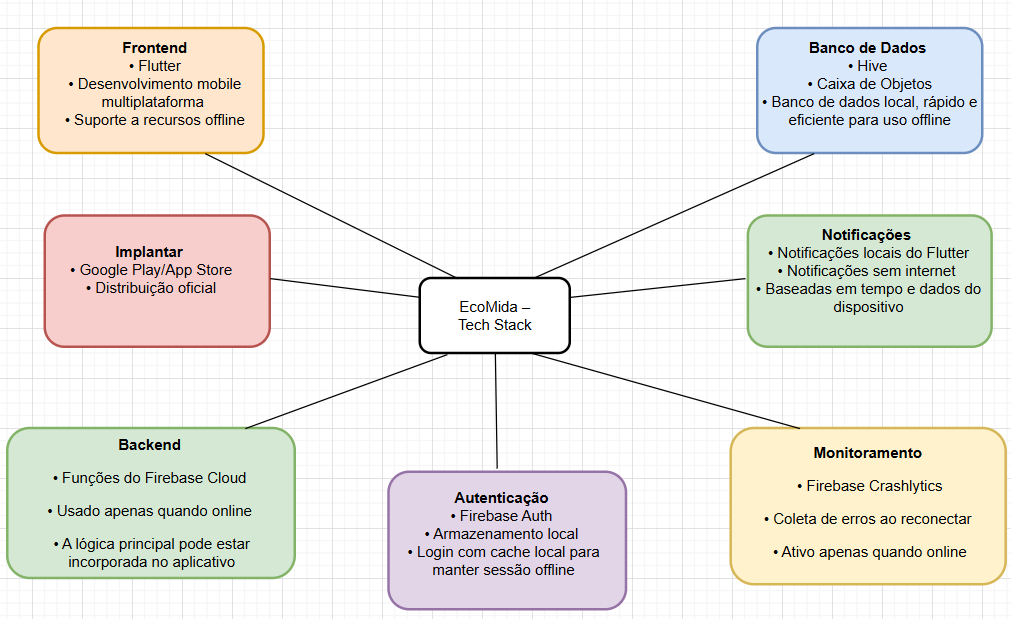 Frontend
• Flutter
• Desenvolvimento mobile
multiplataforma
• Suporte a recursos offline
Banco de Dados
• Hive
• Caixa de Objetos
• Banco de dados local, rápido e
eficiente para uso offline
Implantar
• Google Play/App Store
• Distribuição oficial
Notificações
• Notificações locais do Flutter
• Notificações sem internet
• Baseadas em tempo e dados do
dispositivo
EcoMida –
Tech Stack
Backend
• Funções do Firebase Cloud
• Usado apenas quando online
• A lógica principal pode estar
incorporada no aplicativo
Autenticação
• Firebase Auth
• Armazenamento local
• Login com cache local para
manter sessão offline
Monitoramento
• Firebase Crashlytics
• Coleta de erros ao reconectar
• Ativo apenas quando online